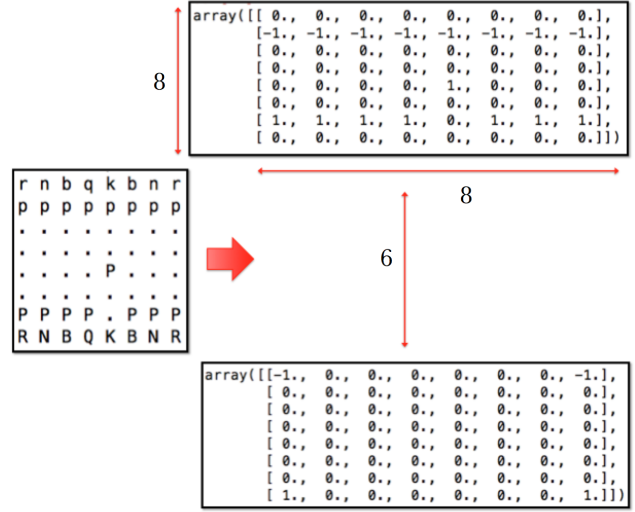 array([[ 0., 0., 0., 0., 0., 0., 0., 0.],
[-1., -1., -1., -1., -1., -1., -1., -1.],
[ 0., 0., 0., 0., 0., 0., 0., 0.],
[ 0., 0., 0., 0., 0., 0., 0., 0.],
[ 0., 0., 0., 0., 1., 0., 0., 0.],
[ 0., 0., 0., 0., 0., 0., 0., 0.],
[ 1., 1., 1., 1., 0., 1., 1., 1.],
[ 0., 0., 0., 0., 0., 0., 0., 0.]])
8
8
r n b q k b n r
p p p p p p p p
. . . . . . . .
. . . . . . . .
. . . . P . . .
. . . . . . . .
P P P P . P P P
R N B Q K B N R
6
array([[-1., 0., 0., 0., 0., 0., 0., -1.],
[ 0., 0., 0., 0., 0., 0., 0., 0.],
[ 0., 0., 0., 0., 0., 0., 0., 0.],
[ 0., 0., 0., 0., 0., 0., 0., 0.],
[ 0., 0., 0., 0., 0., 0., 0., 0.],
[ 0., 0., 0., 0., 0., 0., 0., 0.],
[ 0., 0., 0., 0., 0., 0., 0., 0.],
[ 1., 0., 0., 0., 0., 0., 0., 1.]])